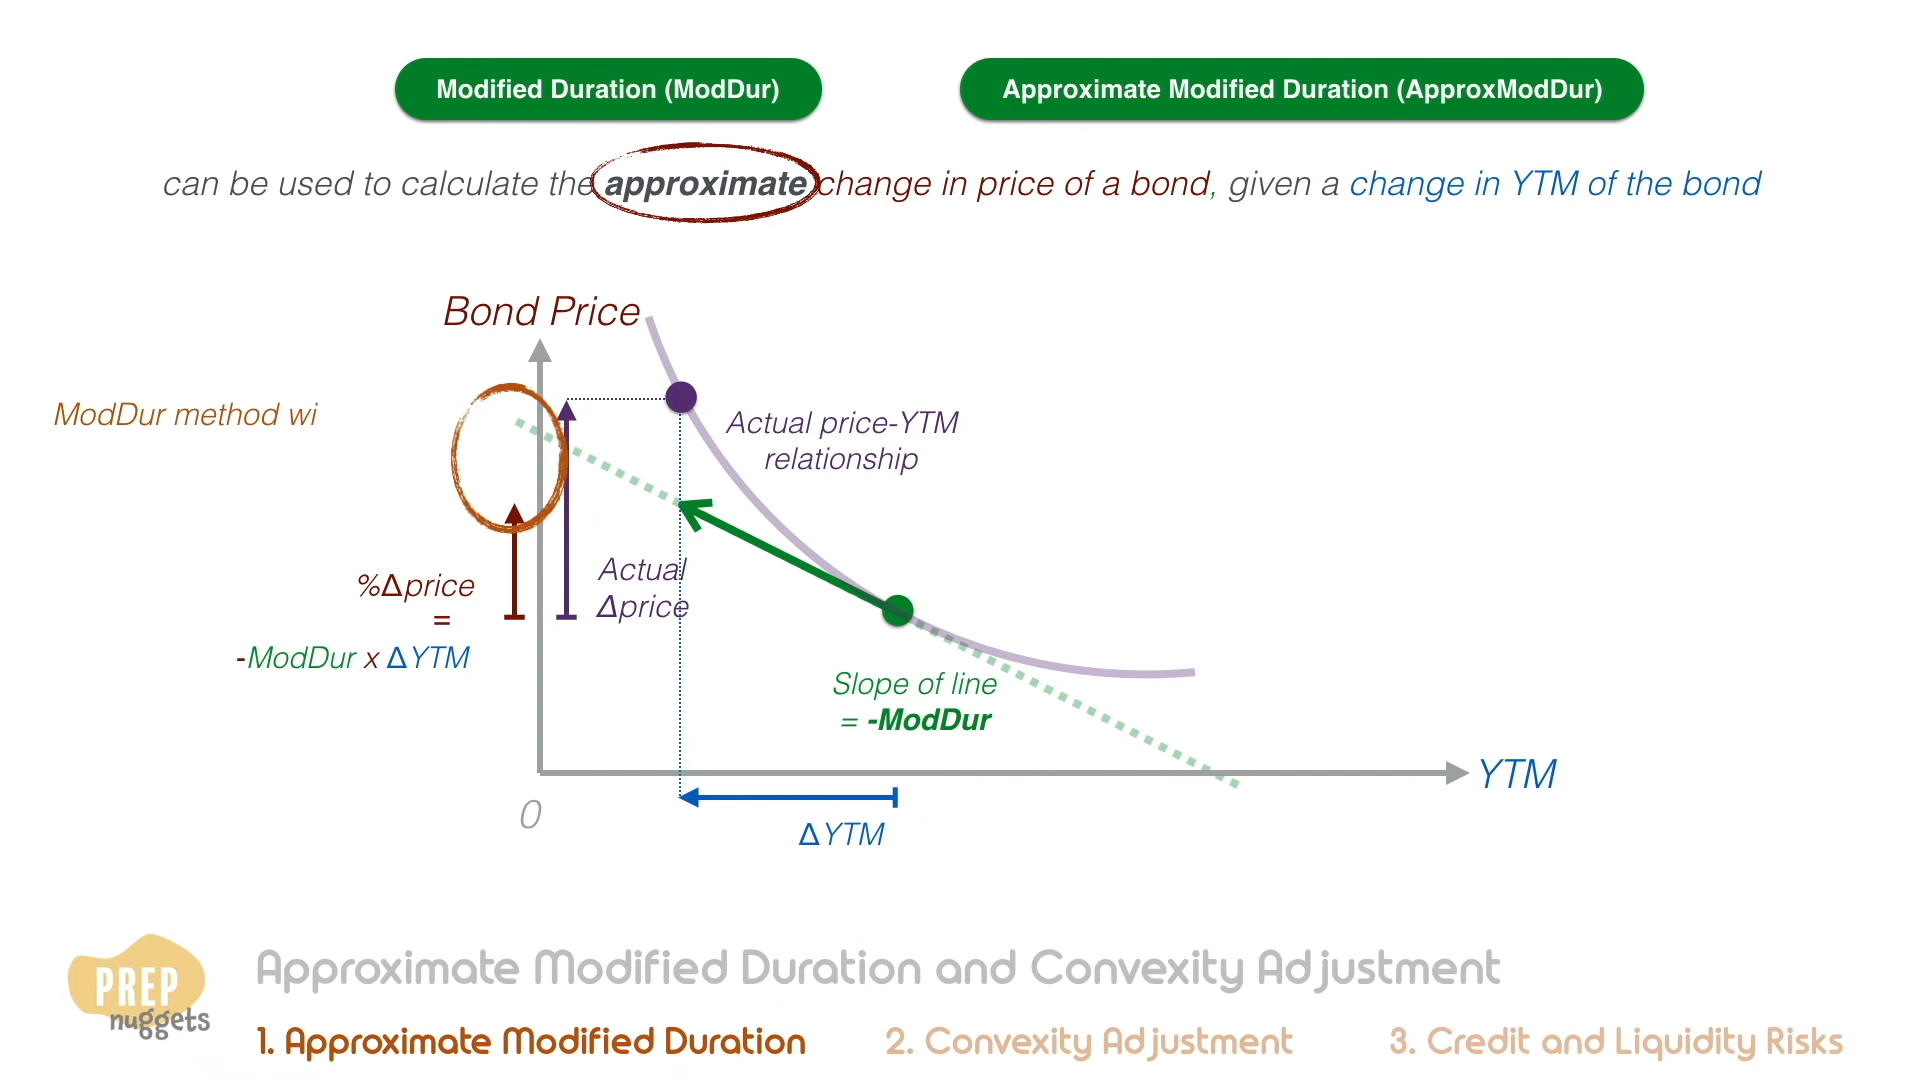 Modified Duration (ModDur)
Approximate Modified Duration (ApproxModDur)
can be used to calculate the approximate change in price of a bond, given a change in YTM of the bond
Bond Price
ModDur method wi
Actual price-YTM
relationship
%Δprice
=
-ModDur x ΔYTM
Actual
Δprice
Slope of line
= -ModDur
YTM
0
ΔYTM
PREP
nuggets
Approximate Modified Duration and Convexity Adjustment
1. Approximate Modified Duration
2. Convexity Adjustment
3. Credit and Liquidity Risks